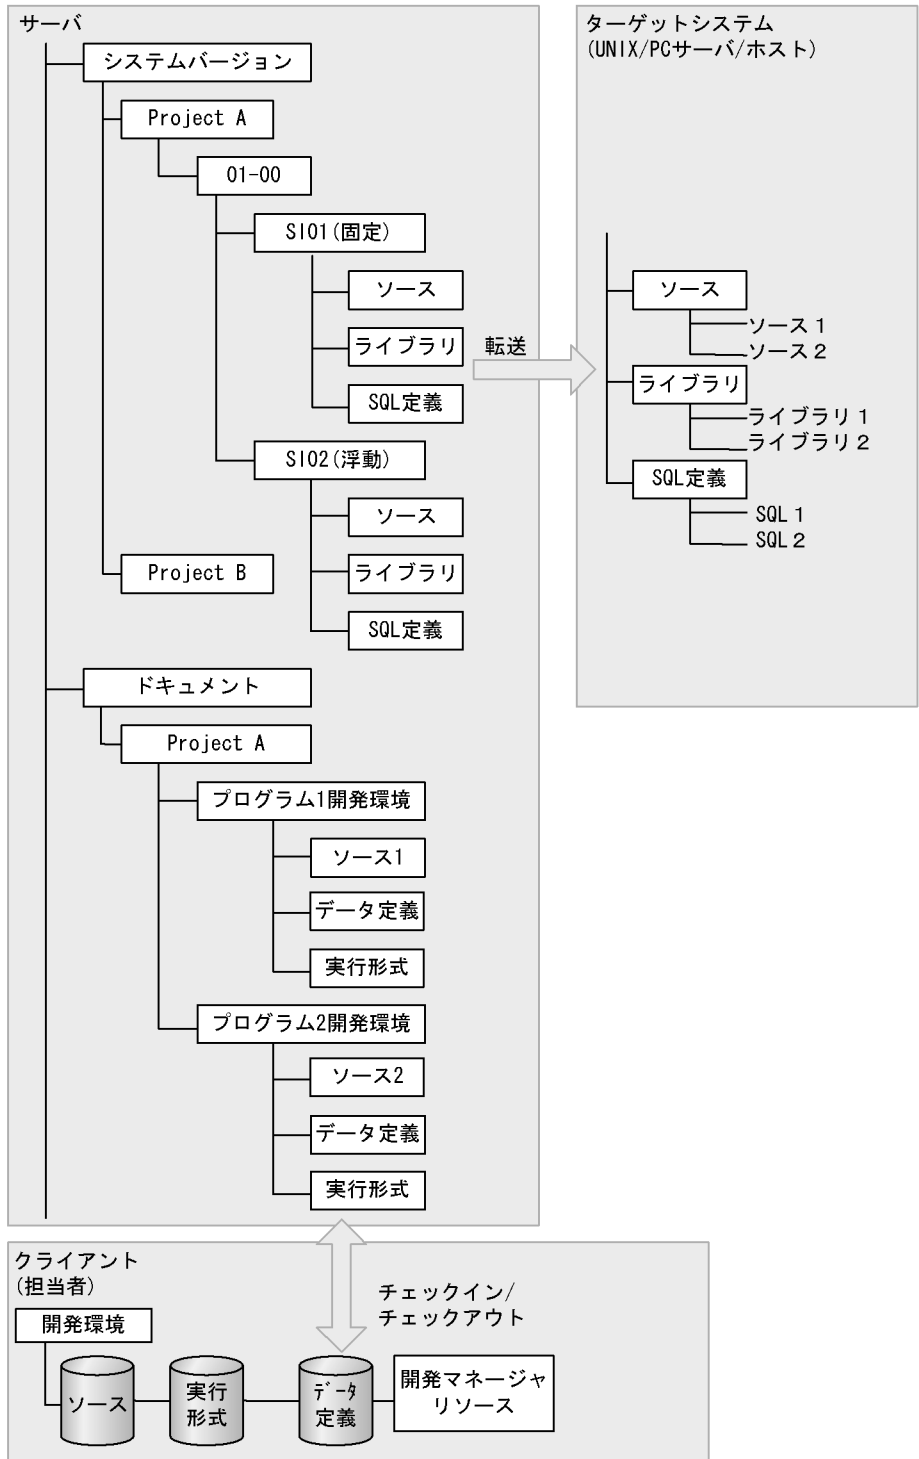 サーバ
システムバージョン
Project A
01-00
SI01(固定)
ソース
ライブラリ
SQL定義
SI02(浮動)
ソース
ライブラリ
SQL定義
Project B
ドキュメント
Project A
プログラム1開発環境
ソース1
データ定義
実行形式
プログラム2開発環境
ソース2
データ定義
実行形式
転送
ターゲットシステム
(UNIX/PCサーバ/ホスト)
ソース
ソース１
ソース２
ライブラリ
ライブラリ１
ライブラリ２
SQL定義
SQL１
SQL２
クライアント
(担当者)
チェックイン/
チェックアウト
開発環境
ソース
実行
形式
ﾃﾞｰﾀ
定義
開発マネージャ
リソース